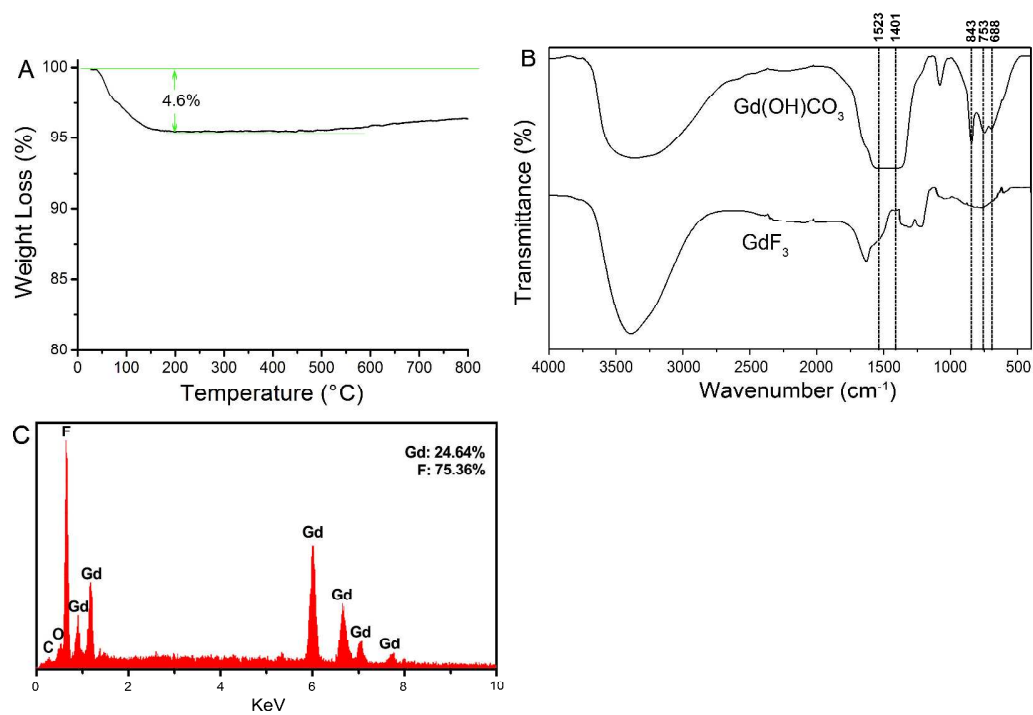 A
100
95
90
85
80
4.6%
Weight Loss (%)
0 100 200 300 400 500 600 700 800
Temperature (°C)
B
1523
1401
843
753
688
Gd(OH)CO₃
GdF₃
Transmittance (%)
4000 3500 3000 2500 2000 1500 1000 500
Wavenumber (cm⁻¹)
C
F
Gd: 24.64%
F: 75.36%
C
O
Gd
Gd
Gd
Gd
Gd
Gd
0 2 4 6 8 10
KeV